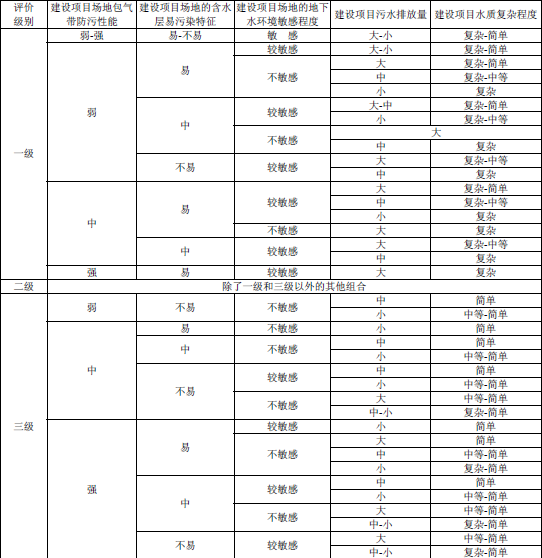 评价级别 建设项目场地包气带防污性能 建设项目场地的含水层易污染特征 建设项目场地的地下水环境敏感程度 建设项目污水排放量 建设项目水质复杂程度
一级 弱-强 易-不易 敏 感 大-小 复杂-简单
弱 易 较敏感 大-小 复杂-简单
不敏感 大 复杂-简单
中 复杂-中等
小 复杂
中 较敏感 大-中 复杂-简单
小 复杂-中等
不敏感 大
中 复杂
不易 较敏感 大 复杂-中等
中 复杂
中 易 较敏感 大 复杂-简单
中 复杂-中等
小 复杂
不敏感 大 复杂
中 较敏感 大 复杂-中等
中 复杂
强 易 较敏感 大 复杂
二级 除了一级和三级以外的其他组合
三级 弱 不易 不敏感 中 简单
小 中等-简单
中 易 不敏感 小 简单
中 不敏感 中 简单
小 中等-简单
不易 较敏感 中 简单
小 中等-简单
不敏感 大 中等-简单
中-小 复杂-简单
强 易 较敏感 小 简单
不敏感 大 简单
中 中等-简单
小 复杂-简单
中 较敏感 中 简单
小 中等-简单
不敏感 大 中等-简单
中-小 复杂-简单
不易 较敏感 大 中等-简单
中-小 复杂-简单